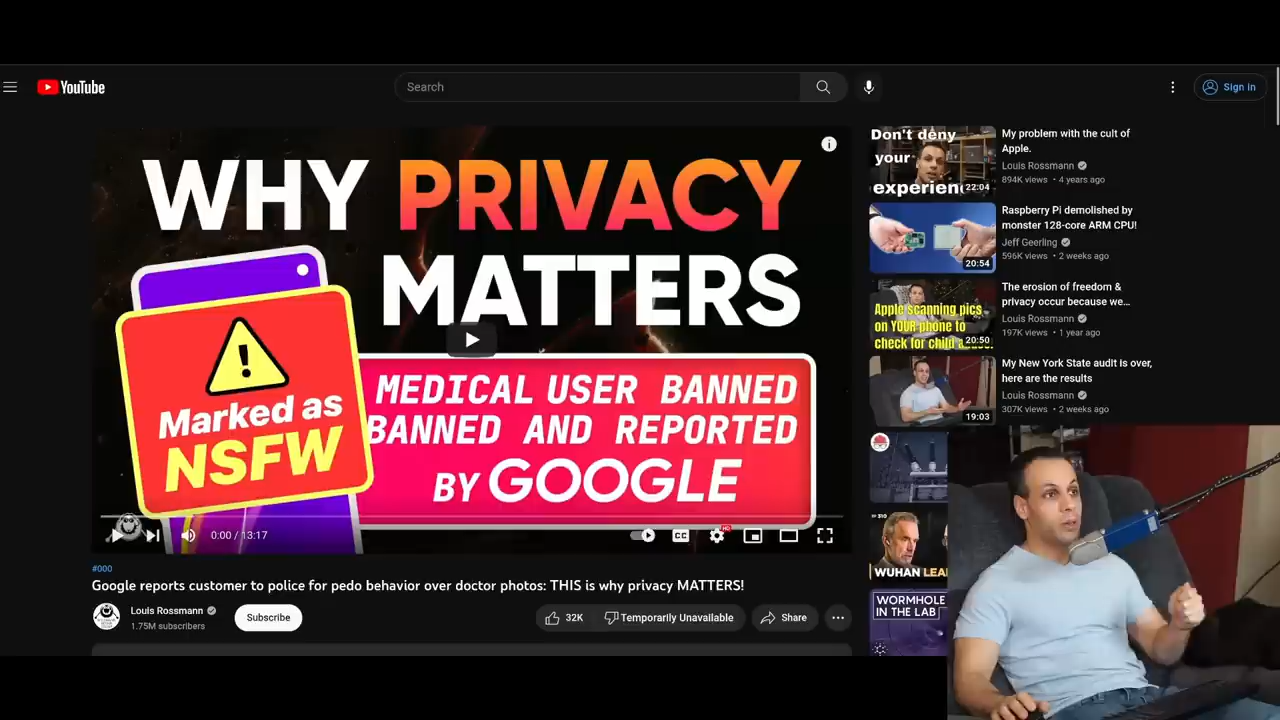 YouTube
Search
Sign in
WHY PRIVACY
MATTERS
Marked as
NSFW
MEDICAL USER BANNED
BANNED AND REPORTED
BY GOOGLE
0:00 / 13:17
CC
HD
#000
Google reports customer to police for pedo behavior over doctor photos: THIS is why privacy MATTERS!
Louis Rossmann
1.75M subscribers
Subscribe
32K
Temporarily Unavailable
Share
Don't deny
your
experien
22:04
My problem with the cult of
Apple.
Louis Rossmann
894K views • 4 years ago
20:54
Raspberry Pi demolished by
monster 128-core ARM CPU!
Jeff Geerling
596K views • 2 weeks ago
Apple scanning pics
on YOUR phone to
check for child
20:50
The erosion of freedom &
privacy occur because we...
Louis Rossmann
197K views • 1 year ago
19:03
My New York State audit is over,
here are the results
Louis Rossmann
307K views • 2 weeks ago
WUHAN LEA
WORMHOLE
IN THE LAB